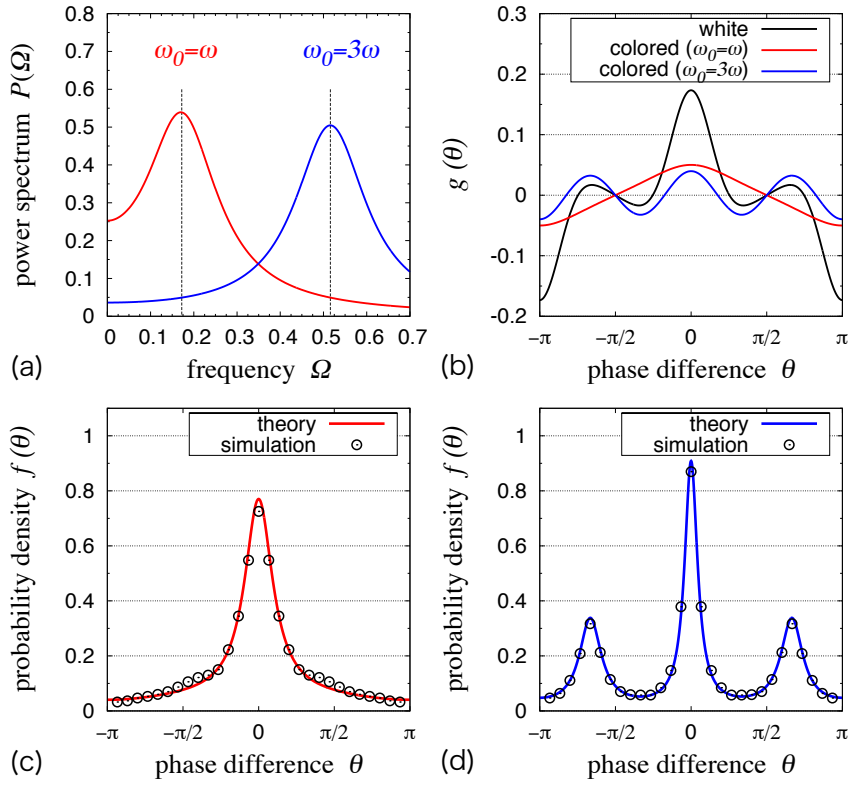 power spectrum P(Ω)
0.8
0.7
0.6
0.5
0.4
0.3
0.2
0.1
0
ω0=ω
ω0=3ω
0.0 0.1 0.2 0.3 0.4 0.5 0.6 0.7
frequency Ω
(a)
g (θ)
0.3
0.2
0.1
0
-0.1
-0.2
white
colored (ω0=ω)
colored (ω0=3ω)
−π −π/2 0 π/2 π
phase difference θ
(b)
probability density f (θ)
1
0.8
0.6
0.4
0.2
0
theory
simulation
−π −π/2 0 π/2 π
phase difference θ
(c)
probability density f (θ)
1
0.8
0.6
0.4
0.2
0
theory
simulation
−π −π/2 0 π/2 π
phase difference θ
(d)